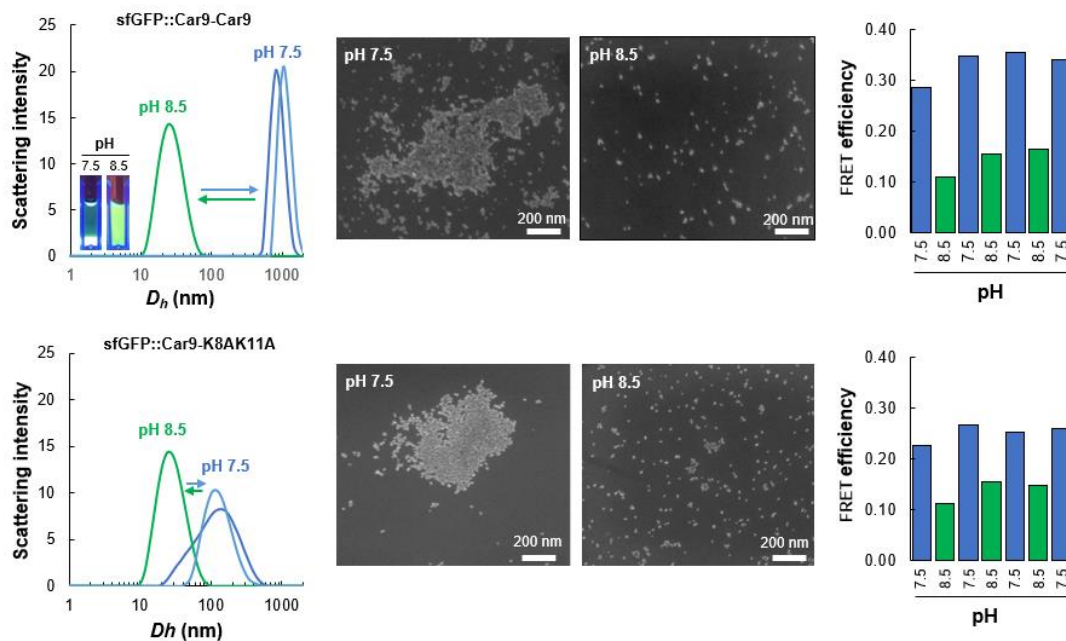 sfGFP::Car9-Car9
Scattering intensity
25
20
15
10
5
0
pH 7.5
pH 8.5
pH
7.5 8.5
1 10 100 1000
Dh (nm)
pH 7.5
200 nm
pH 8.5
200 nm
FRET efficiency
0.40
0.30
0.20
0.10
0.00
7.5 8.5 7.5 8.5 7.5 8.5 7.5
pH
sfGFP::Car9-K8AK11A
Scattering intensity
25
20
15
10
5
0
pH 8.5
pH 7.5
1 10 100 1000
Dh (nm)
pH 7.5
200 nm
pH 8.5
200 nm
FRET efficiency
0.40
0.30
0.20
0.10
0.00
7.5 8.5 7.5 8.5 7.5 8.5 7.5
pH